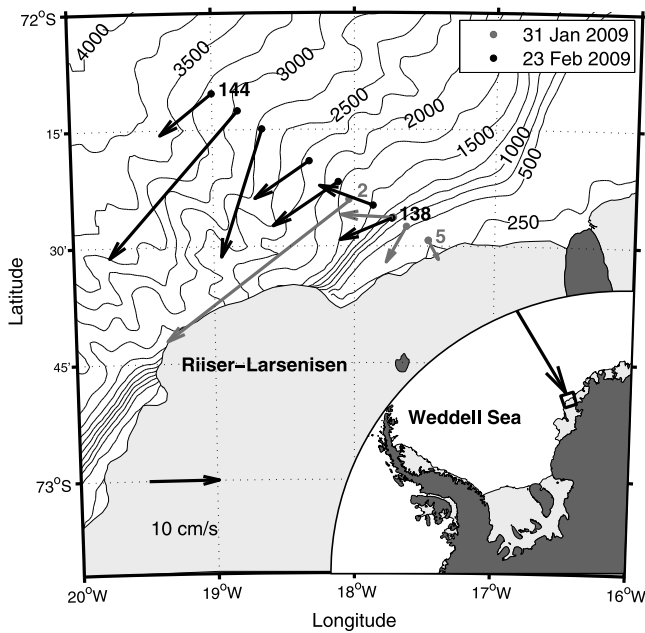 72°S
4000
3500
3000
2500
2000
1500
1000
500
250
31 Jan 2009
23 Feb 2009
144
2
138
5
15'
30'
45'
73°S
Latitude
Riiser–Larsenisen
Weddell Sea
10 cm/s
20°W
19°W
18°W
17°W
16°W
Longitude